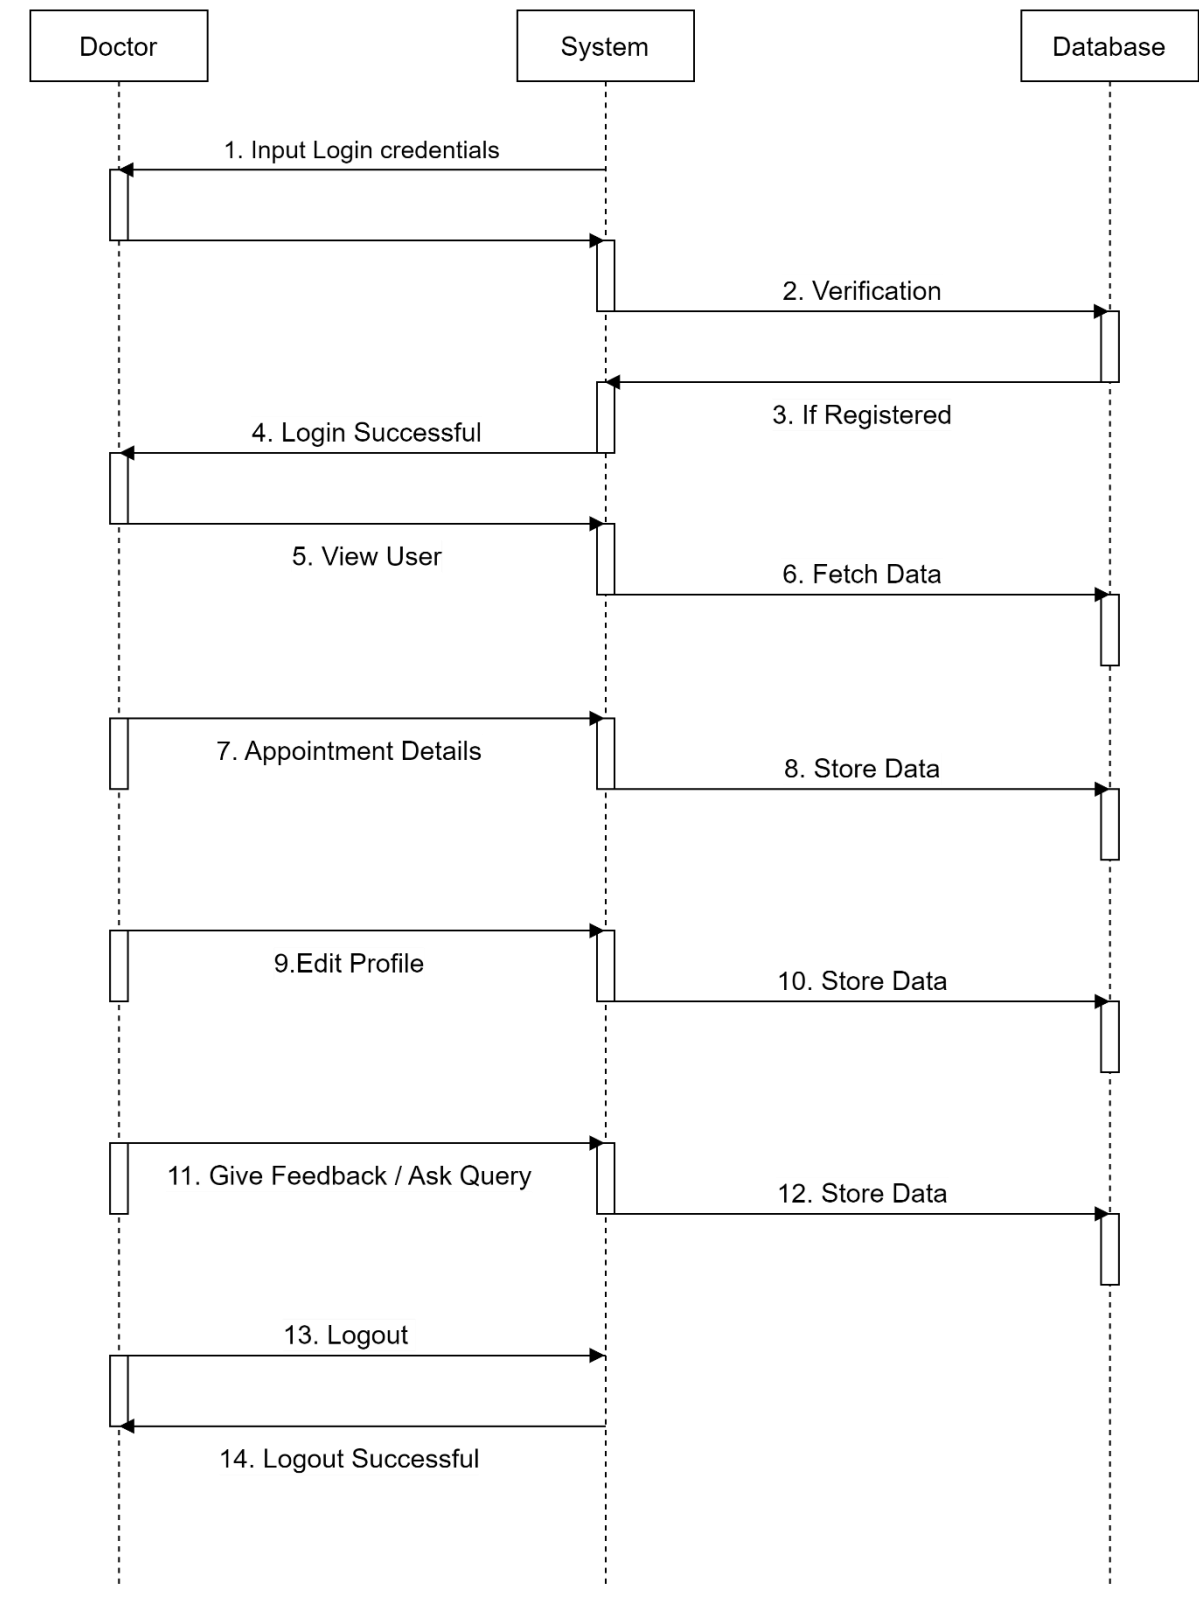 Doctor
System
Database
1. Input Login credentials
2. Verification
3. If Registered
4. Login Successful
5. View User
6. Fetch Data
7. Appointment Details
8. Store Data
9.Edit Profile
10. Store Data
11. Give Feedback / Ask Query
12. Store Data
13. Logout
14. Logout Successful